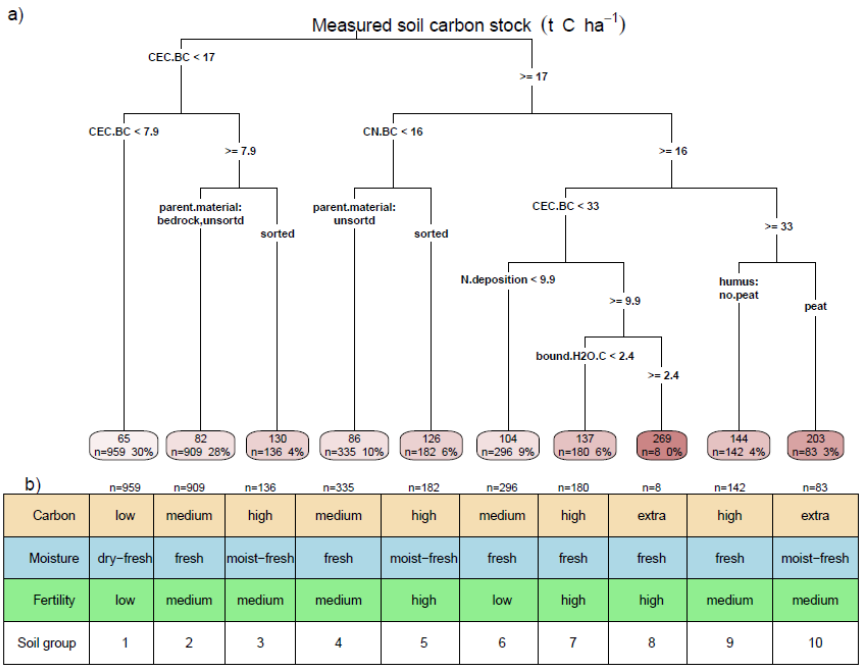 a)
Measured soil carbon stock (t C ha⁻¹)
CEC.BC < 17
>= 17
CEC.BC < 7.9
CN.BC < 16
>= 7.9
>= 16
parent.material:
bedrock,unsortd
sorted
parent.material:
unsortd
sorted
CEC.BC < 33
>= 33
N.deposition < 9.9
>= 9.9
humus:
no.peat
peat
bound.H2O.C < 2.4
>= 2.4
65 82 130 86 126 104 137 269 144 203
n=959 30% n=909 28% n=136 4% n=335 10% n=182 6% n=296 9% n=180 6% n=8 0% n=142 4% n=83 3%
b) n=959 n=909 n=136 n=335 n=182 n=296 n=180 n=8 n=142 n=83
Carbon low medium high medium high medium high extra high extra
Moisture dry−fresh fresh moist−fresh fresh moist−fresh fresh fresh fresh fresh moist−fresh
Fertility low medium medium medium high low high high medium medium
Soil group 1 2 3 4 5 6 7 8 9 10